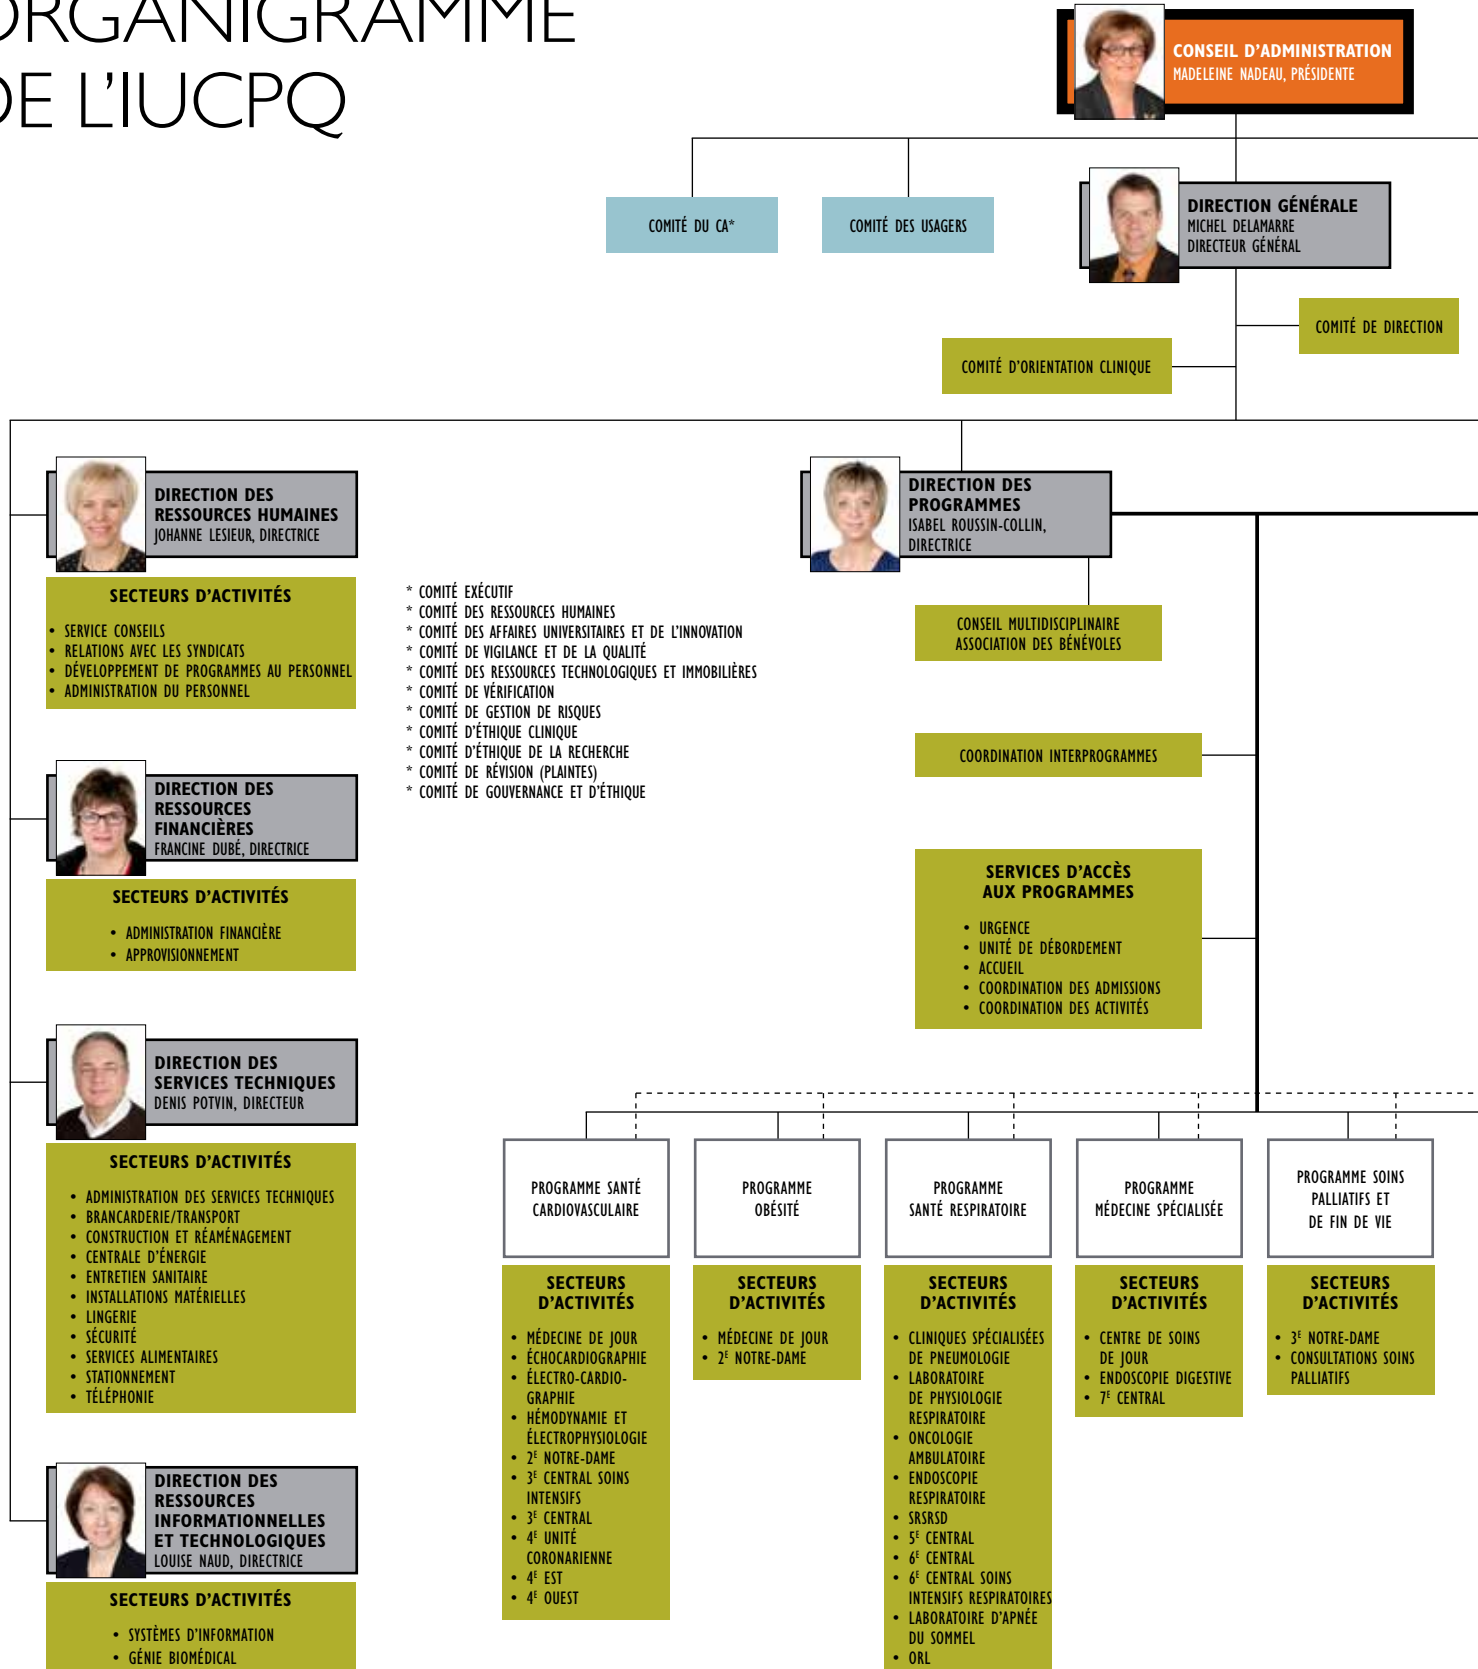 ORGANIGRAMME
DE L'IUCPQ
CONSEIL D'ADMINISTRATION
MADELEINE NADEAU, PRÉSIDENTE
COMITÉ DU CA*
COMITÉ DES USAGERS
DIRECTION GÉNÉRALE
MICHEL DELAMARRE
DIRECTEUR GÉNÉRAL
COMITÉ DE DIRECTION
COMITÉ D'ORIENTATION CLINIQUE
DIRECTION DES
RESSOURCES HUMAINES
JOHANNE LESIEUR, DIRECTRICE
SECTEURS D'ACTIVITÉS
• SERVICE CONSEILS
• RELATIONS AVEC LES SYNDICATS
• DÉVELOPPEMENT DE PROGRAMMES AU PERSONNEL
• ADMINISTRATION DU PERSONNEL
DIRECTION DES
RESSOURCES
FINANCIÈRES
FRANCINE DUBÉ, DIRECTRICE
SECTEURS D'ACTIVITÉS
• ADMINISTRATION FINANCIÈRE
• APPROVISIONNEMENT
DIRECTION DES
SERVICES TECHNIQUES
DENIS POTVIN, DIRECTEUR
SECTEURS D'ACTIVITÉS
• ADMINISTRATION DES SERVICES TECHNIQUES
• BRANCARDERIE/TRANSPORT
• CONSTRUCTION ET RÉAMÉNAGEMENT
• CENTRALE D'ÉNERGIE
• ENTRETIEN SANITAIRE
• INSTALLATIONS MATÉRIELLES
• LINGERIE
• SÉCURITÉ
• SERVICES ALIMENTAIRES
• STATIONNEMENT
• TÉLÉPHONIE
DIRECTION DES
RESSOURCES
INFORMATIONNELLES
ET TECHNOLOGIQUES
LOUISE NAUD, DIRECTRICE
SECTEURS D'ACTIVITÉS
• SYSTÈMES D'INFORMATION
• GÉNIE BIOMÉDICAL
* COMITÉ EXÉCUTIF
* COMITÉ DES RESSOURCES HUMAINES
* COMITÉ DES AFFAIRES UNIVERSITAIRES ET DE L'INNOVATION
* COMITÉ DE VIGILANCE ET DE LA QUALITÉ
* COMITÉ DES RESSOURCES TECHNOLOGIQUES ET IMMOBILIÈRES
* COMITÉ DE VÉRIFICATION
* COMITÉ DE GESTION DE RISQUES
* COMITÉ D'ÉTHIQUE CLINIQUE
* COMITÉ D'ÉTHIQUE DE LA RECHERCHE
* COMITÉ DE RÉVISION (PLAINTES)
* COMITÉ DE GOUVERNANCE ET D'ÉTHIQUE
DIRECTION DES
PROGRAMMES
ISABEL ROUSSIN-COLLIN,
DIRECTRICE
CONSEIL MULTIDISCIPLINAIRE
ASSOCIATION DES BÉNÉVOLES
COORDINATION INTERPROGRAMMES
SERVICES D'ACCÈS
AUX PROGRAMMES
• URGENCE
• UNITÉ DE DÉBORDEMENT
• ACCUEIL
• COORDINATION DES ADMISSIONS
• COORDINATION DES ACTIVITÉS
PROGRAMME SANTÉ
CARDIOVASCULAIRE
SECTEURS
D'ACTIVITÉS
• MÉDECINE DE JOUR
• ÉCHOCARDIOGRAPHIE
• ÉLECTRO-CARDIO-
GRAPHIE
• HÉMODYNAMIE ET
ÉLECTROPHYSIOLOGIE
• 2E NOTRE-DAME
• 3E CENTRAL SOINS
INTENSIFS
• 3E CENTRAL
• 4E UNITÉ
CORONARIENNE
• 4E EST
• 4E OUEST
PROGRAMME
OBÉSITÉ
SECTEURS
D'ACTIVITÉS
• MÉDECINE DE JOUR
• 2E NOTRE-DAME
PROGRAMME
SANTÉ RESPIRATOIRE
SECTEURS
D'ACTIVITÉS
• CLINIQUES SPÉCIALISÉES
DE PNEUMOLOGIE
• LABORATOIRE
DE PHYSIOLOGIE
RESPIRATOIRE
• ONCOLOGIE
AMBULATOIRE
• ENDOSCOPIE
RESPIRATOIRE
• SRSRSD
• 5E CENTRAL
• 6E CENTRAL
• 6E CENTRAL SOINS
INTENSIFS RESPIRATOIRES
• LABORATOIRE D'APNÉE
DU SOMMEL
• ORL
PROGRAMME
MÉDECINE SPÉCIALISÉE
SECTEURS
D'ACTIVITÉS
• CENTRE DE SOINS
DE JOUR
• ENDOSCOPIE DIGESTIVE
• 7E CENTRAL
PROGRAMME SOINS
PALLIATIFS ET
DE FIN DE VIE
SECTEURS
D'ACTIVITÉS
• 3E NOTRE-DAME
• CONSULTATIONS SOINS
PALLIATIFS